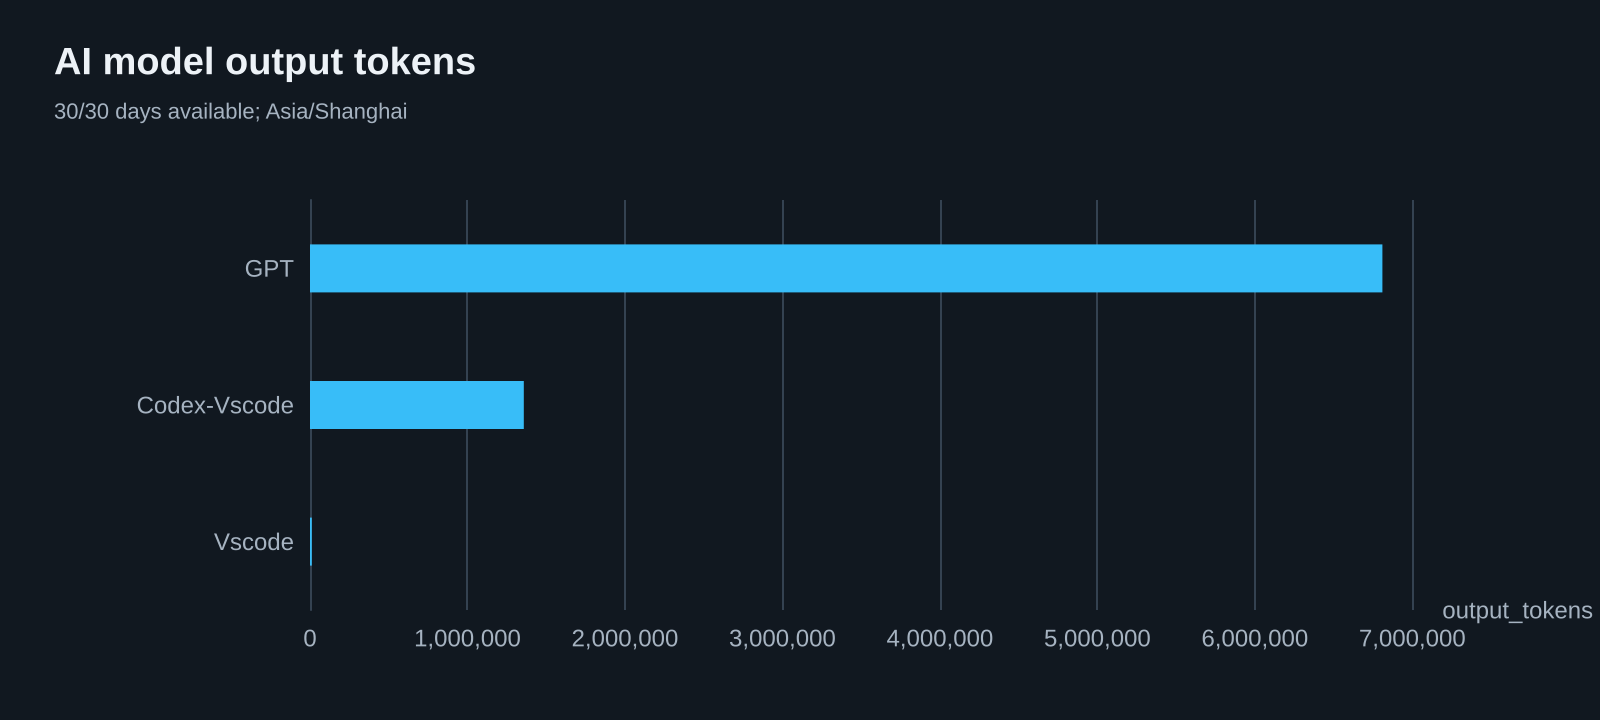 AI model output tokens
30/30 days available; Asia/Shanghai
GPT
Codex-Vscode
Vscode
output_tokens
0 1,000,000 2,000,000 3,000,000 4,000,000 5,000,000 6,000,000 7,000,000